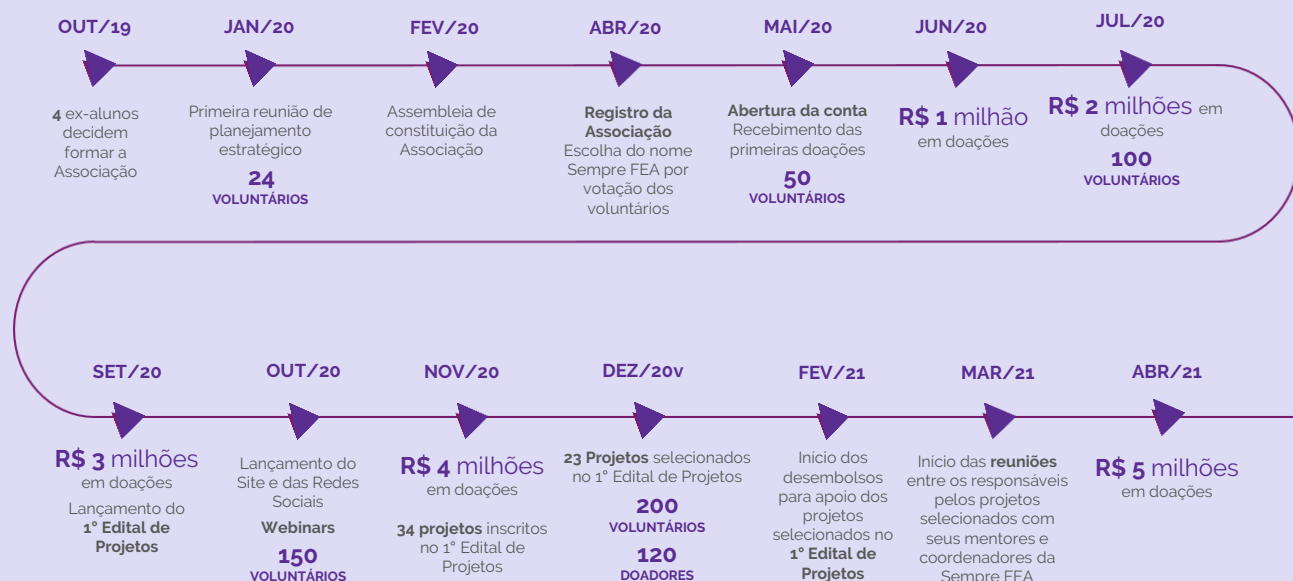 OUT/19
4 ex-alunos
decidem
formar a
Associação
JAN/20
Primeira reunião de
planejamento
estratégico
24
VOLUNTÁRIOS
FEV/20
Assembleia de
constituição da
Associação
ABR/20
Registro da
Associação
Escolha do nome
Sempre FEA por
votação dos
voluntários
MAI/20
Abertura da conta
Recebimento das
primeiras doações
50
VOLUNTÁRIOS
JUN/20
R$ 1 milhão
em doações
JUL/20
R$ 2 milhões em
doações
100
VOLUNTÁRIOS
SET/20
R$ 3 milhões
em doações
Lançamento do
1° Edital de
Projetos
OUT/20
Lançamento do
Site e das Redes
Sociais
Webinars
150
VOLUNTÁRIOS
NOV/20
R$ 4 milhões
em doações
34 projetos inscritos
no 1° Edital de
Projetos
DEZ/20v
23 Projetos selecionados
no 1° Edital de Projetos
200
VOLUNTÁRIOS
120
DOADORES
FEV/21
Início dos
desembolsos
para apoio dos
projetos
selecionados no
1° Edital de
Projetos
MAR/21
Início das reuniões
entre os responsáveis
pelos projetos
selecionados com
seus mentores e
coordenadores da
Sempre FEA
ABR/21
R$ 5 milhões
em doações